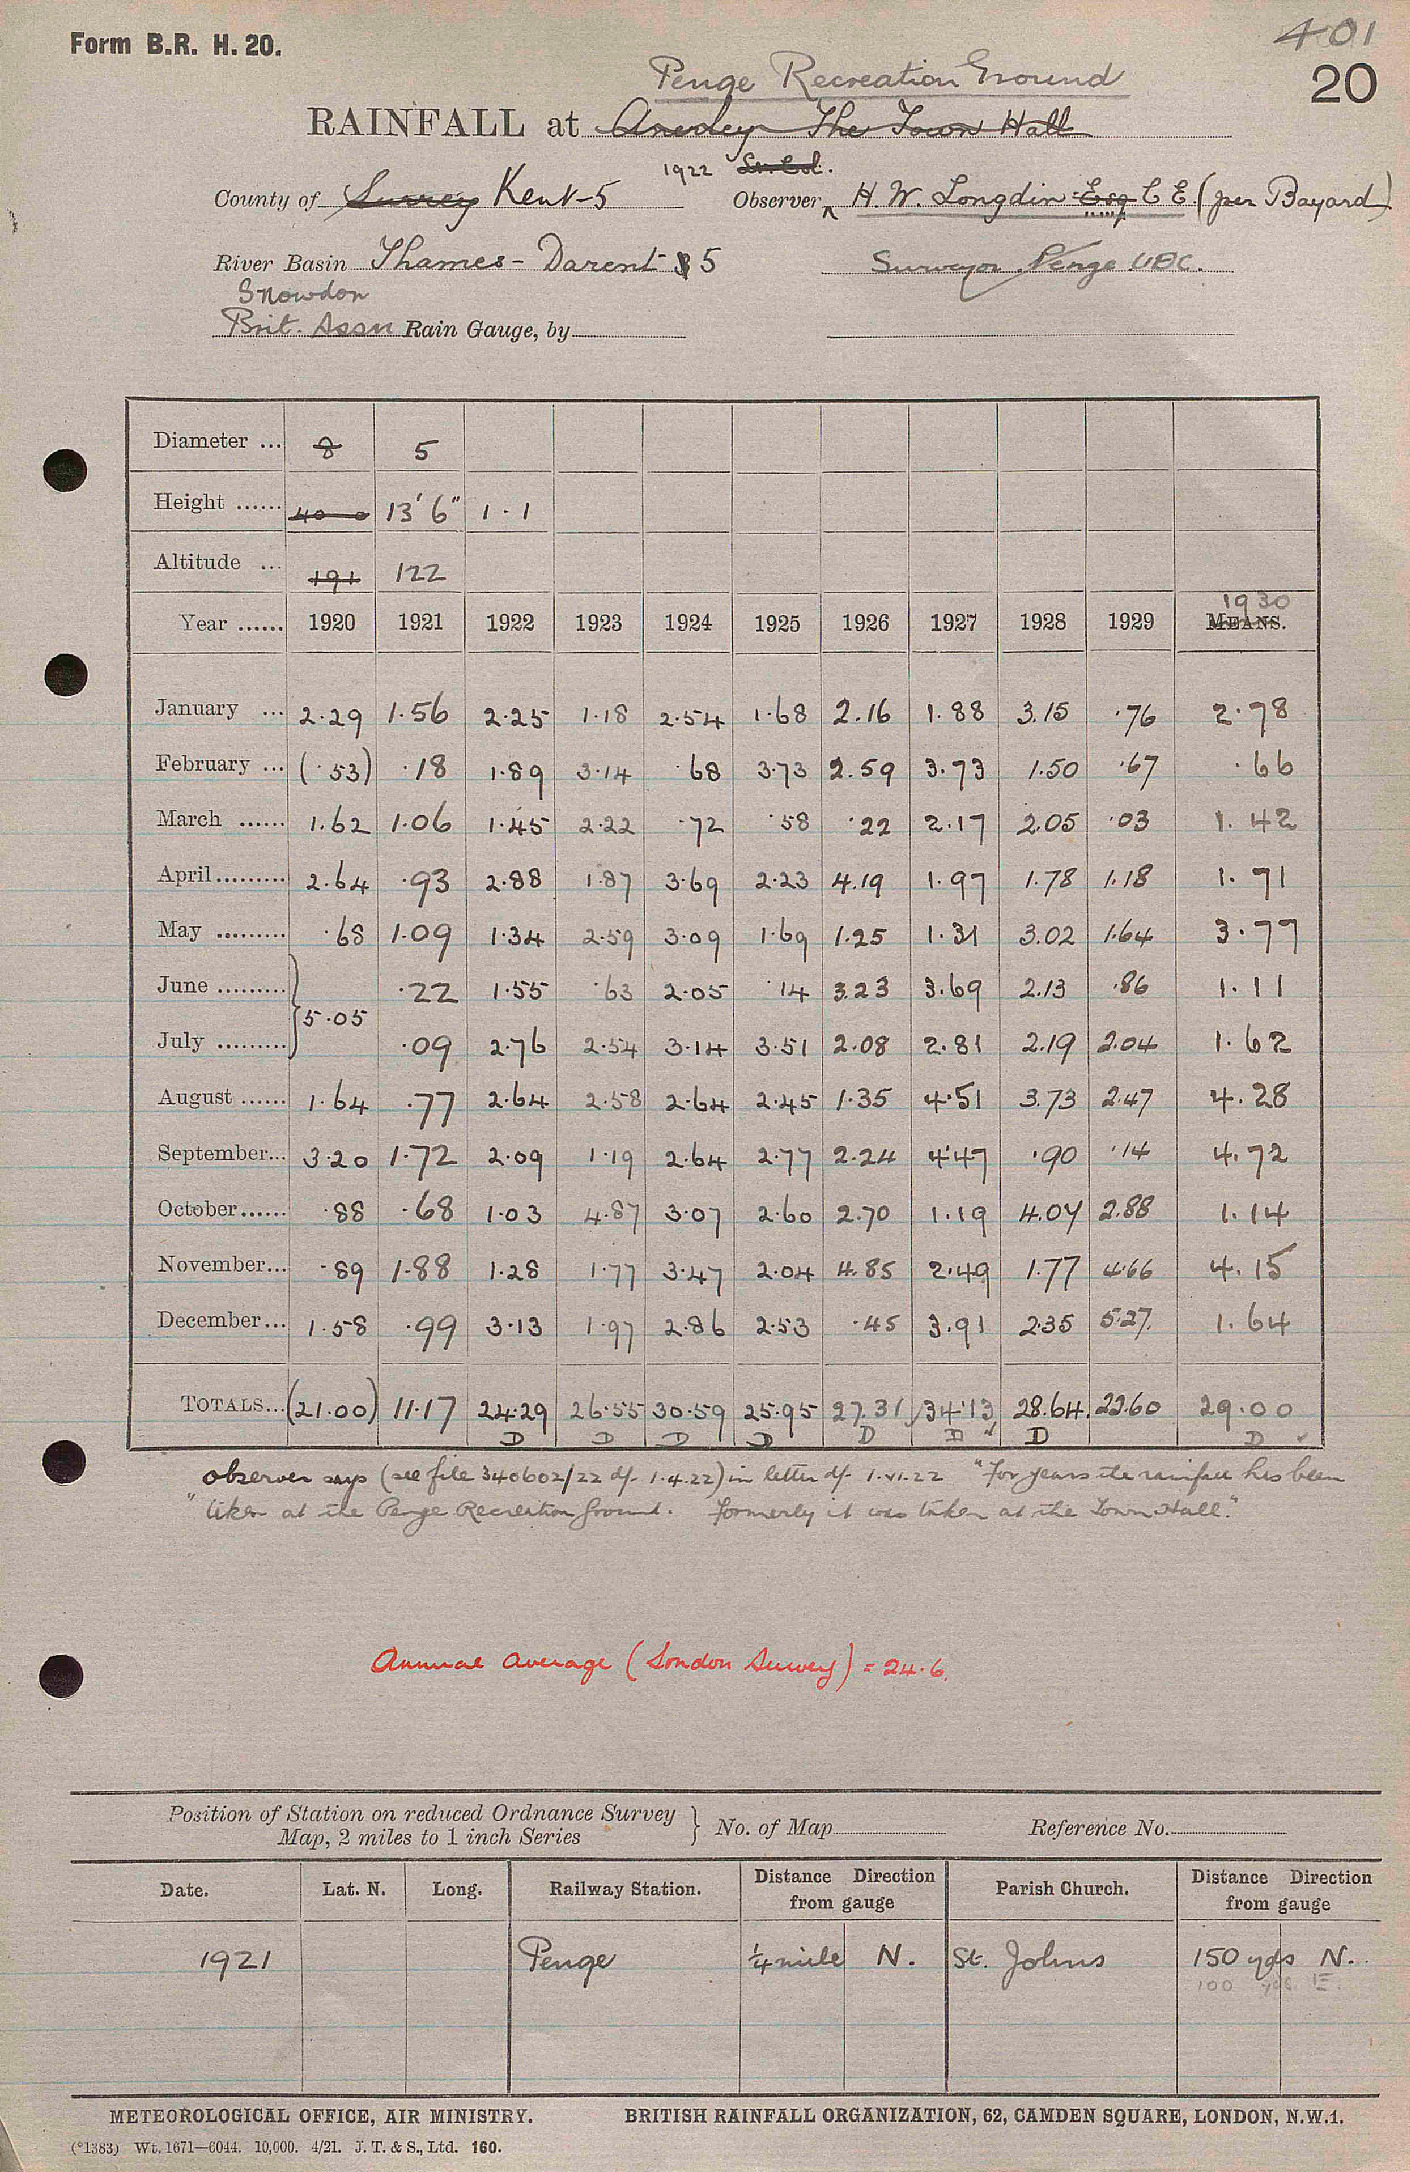 Form B.R. H. 20.
401
20
Penge Recreation Ground
RAINFALL at Anerley The Town Hall
1922
County of Surrey Kent-5 Observer H. W. Longdin Esq C E (per Bayard)
River Basin Thames - Darent 5 Surveyor Penge UDC.
Snowdon
Brit. Assn Rain Gauge, by
Diameter ... 8 5
Height ...... 40 0 13' 6" 1 - 1
Altitude ... 191 122
1930
Year ...... 1920 1921 1922 1923 1924 1925 1926 1927 1928 1929 MEANS.
January ... 2.29 1.56 2.25 1.18 2.54 1.68 2.16 1.88 3.15 .76 2.78
February ... (.53) .18 1.89 3.14 .68 3.73 2.59 3.73 1.50 .67 .66
March ...... 1.62 1.06 1.45 2.22 .72 .58 .22 2.17 2.05 .03 1.42
April ......... 2.64 .93 2.88 1.87 3.69 2.23 4.19 1.97 1.78 1.18 1.71
May ......... .68 1.09 1.34 2.59 3.09 1.69 1.25 1.31 3.02 1.64 3.77
June ......... .22 1.55 .63 2.05 .14 3.23 3.69 2.13 .86 1.11
5.05
July ......... .09 2.76 2.54 3.14 3.51 2.08 2.81 2.19 2.04 1.62
August ...... 1.64 .77 2.64 2.58 2.64 2.45 1.35 4.51 3.73 2.47 4.28
September... 3.20 1.72 2.09 1.19 2.64 2.77 2.24 4.47 .90 .14 4.72
October ...... .88 .68 1.03 4.87 3.07 2.60 2.70 1.19 4.07 2.88 1.14
November... .89 1.88 1.28 1.77 3.47 2.04 4.85 2.49 1.77 4.66 4.15
December... 1.58 .99 3.13 1.97 2.86 2.53 .45 3.91 2.35 5.27 1.64
TOTALS... (21.00) 11.17 24.29 26.55 30.59 25.95 27.31 34.13 28.64 22.60 29.00
D D D D D D D D
observer says (see file 340602/22 df. 1.4.22) in letter df. 1.VI.22 "For years the rainfall has been
"taken at the Penge Recreation ground. Formerly it was taken at the Town Hall."
Annual average (London Survey) = 24.6.
Position of Station on reduced Ordnance Survey
Map, 2 miles to 1 inch Series } No. of Map Reference No.
Date. Lat. N. Long. Railway Station. Distance Direction from gauge Parish Church. Distance Direction from gauge
1921 Penge ¼ mile N. St. Johns 150 yds N.
100 yds E.
METEOROLOGICAL OFFICE, AIR MINISTRY. BRITISH RAINFALL ORGANIZATION, 62, CAMDEN SQUARE, LONDON, N.W.1.
(*1383) Wt. 1671—6044. 10,000. 4/21. J. T. & S., Ltd. 160.